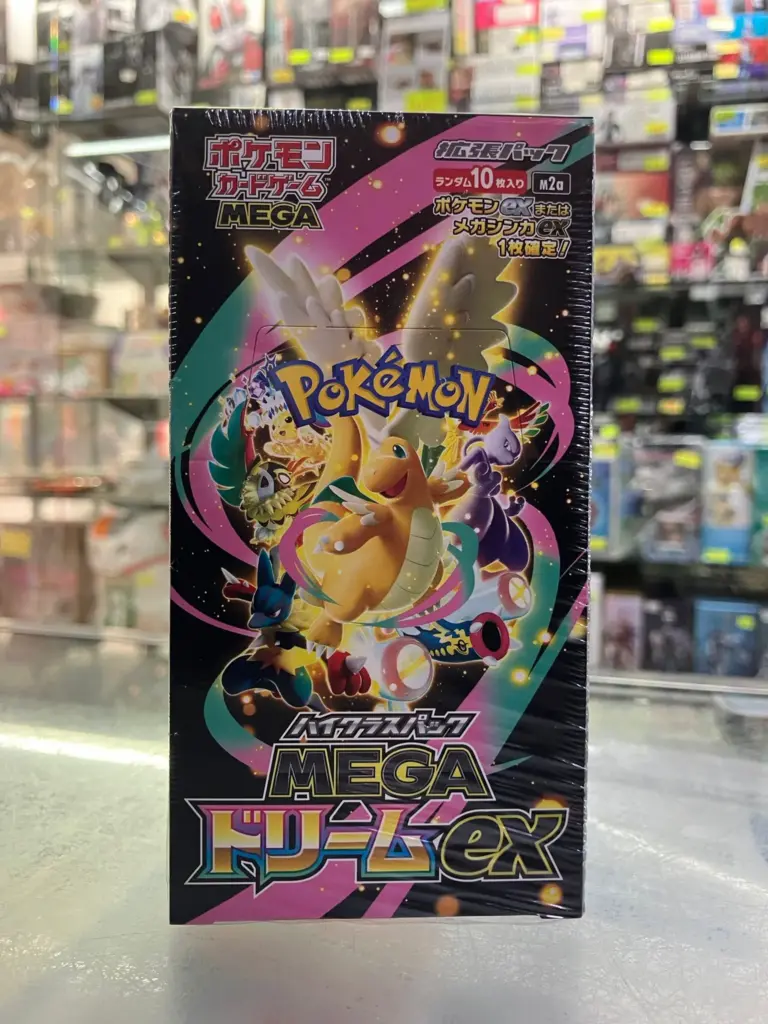 ポケモン
カードゲーム
MEGA
拡張パック
ランダム10枚入り
M2a
ポケモンexまたは
メガシンカex
1枚確定!
POKéMON
ハイクラスパック
MEGA
ドリームex